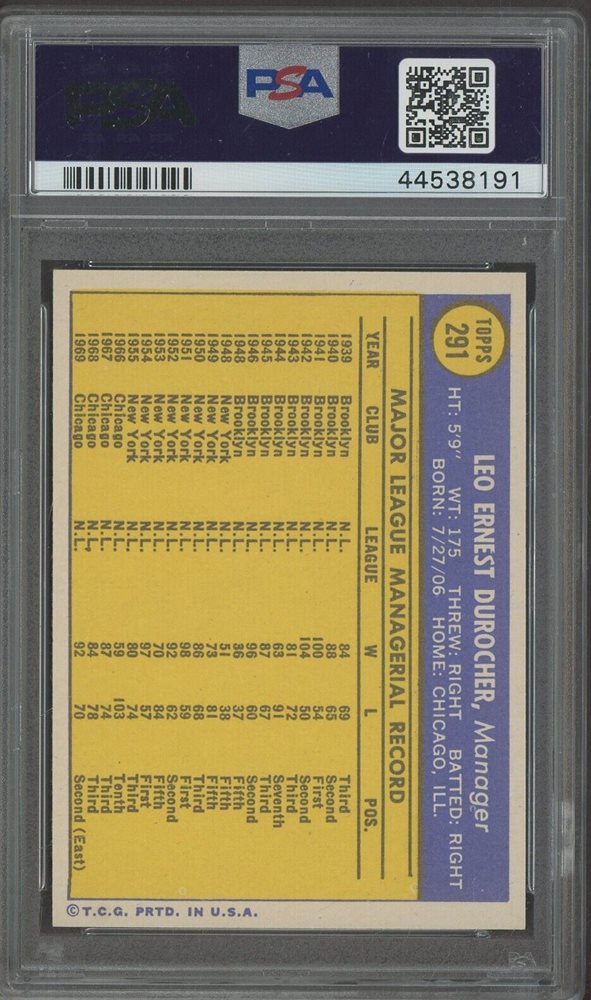 PSA
PSA
44538191
TOPPS
291
LEO ERNEST DUROCHER, Manager
HT: 5'9" WT: 175 THREW: RIGHT BATTED: RIGHT
BORN: 7/27/06 HOME: CHICAGO, ILL.
MAJOR LEAGUE MANAGERIAL RECORD
YEAR CLUB LEAGUE W L POS.
1939 Brooklyn N.L. 84 69 Third
1940 Brooklyn N.L. 88 65 Second
1941 Brooklyn N.L. 100 54 First
1942 Brooklyn N.L. 104 50 Second
1943 Brooklyn N.L. 81 72 Third
1944 Brooklyn N.L. 63 91 Seventh
1945 Brooklyn N.L. 87 67 Third
1946 Brooklyn N.L. 96 60 Second
1948 Brooklyn N.L. 36 37 Fifth
1948 New York N.L. 51 38 Fifth
1949 New York N.L. 73 81 Fifth
1950 New York N.L. 86 68 Third
1951 New York N.L. 98 59 First
1952 New York N.L. 92 62 Second
1953 New York N.L. 70 84 Fifth
1954 New York N.L. 97 57 First
1955 New York N.L. 80 74 Third
1966 Chicago N.L. 59 103 Tenth
1967 Chicago N.L. 87 74 Third
1968 Chicago N.L, 84 78 Third
1969 Chicago N.L. 92 70 Second (East)
©T.C.G. PRTD. IN U.S.A.